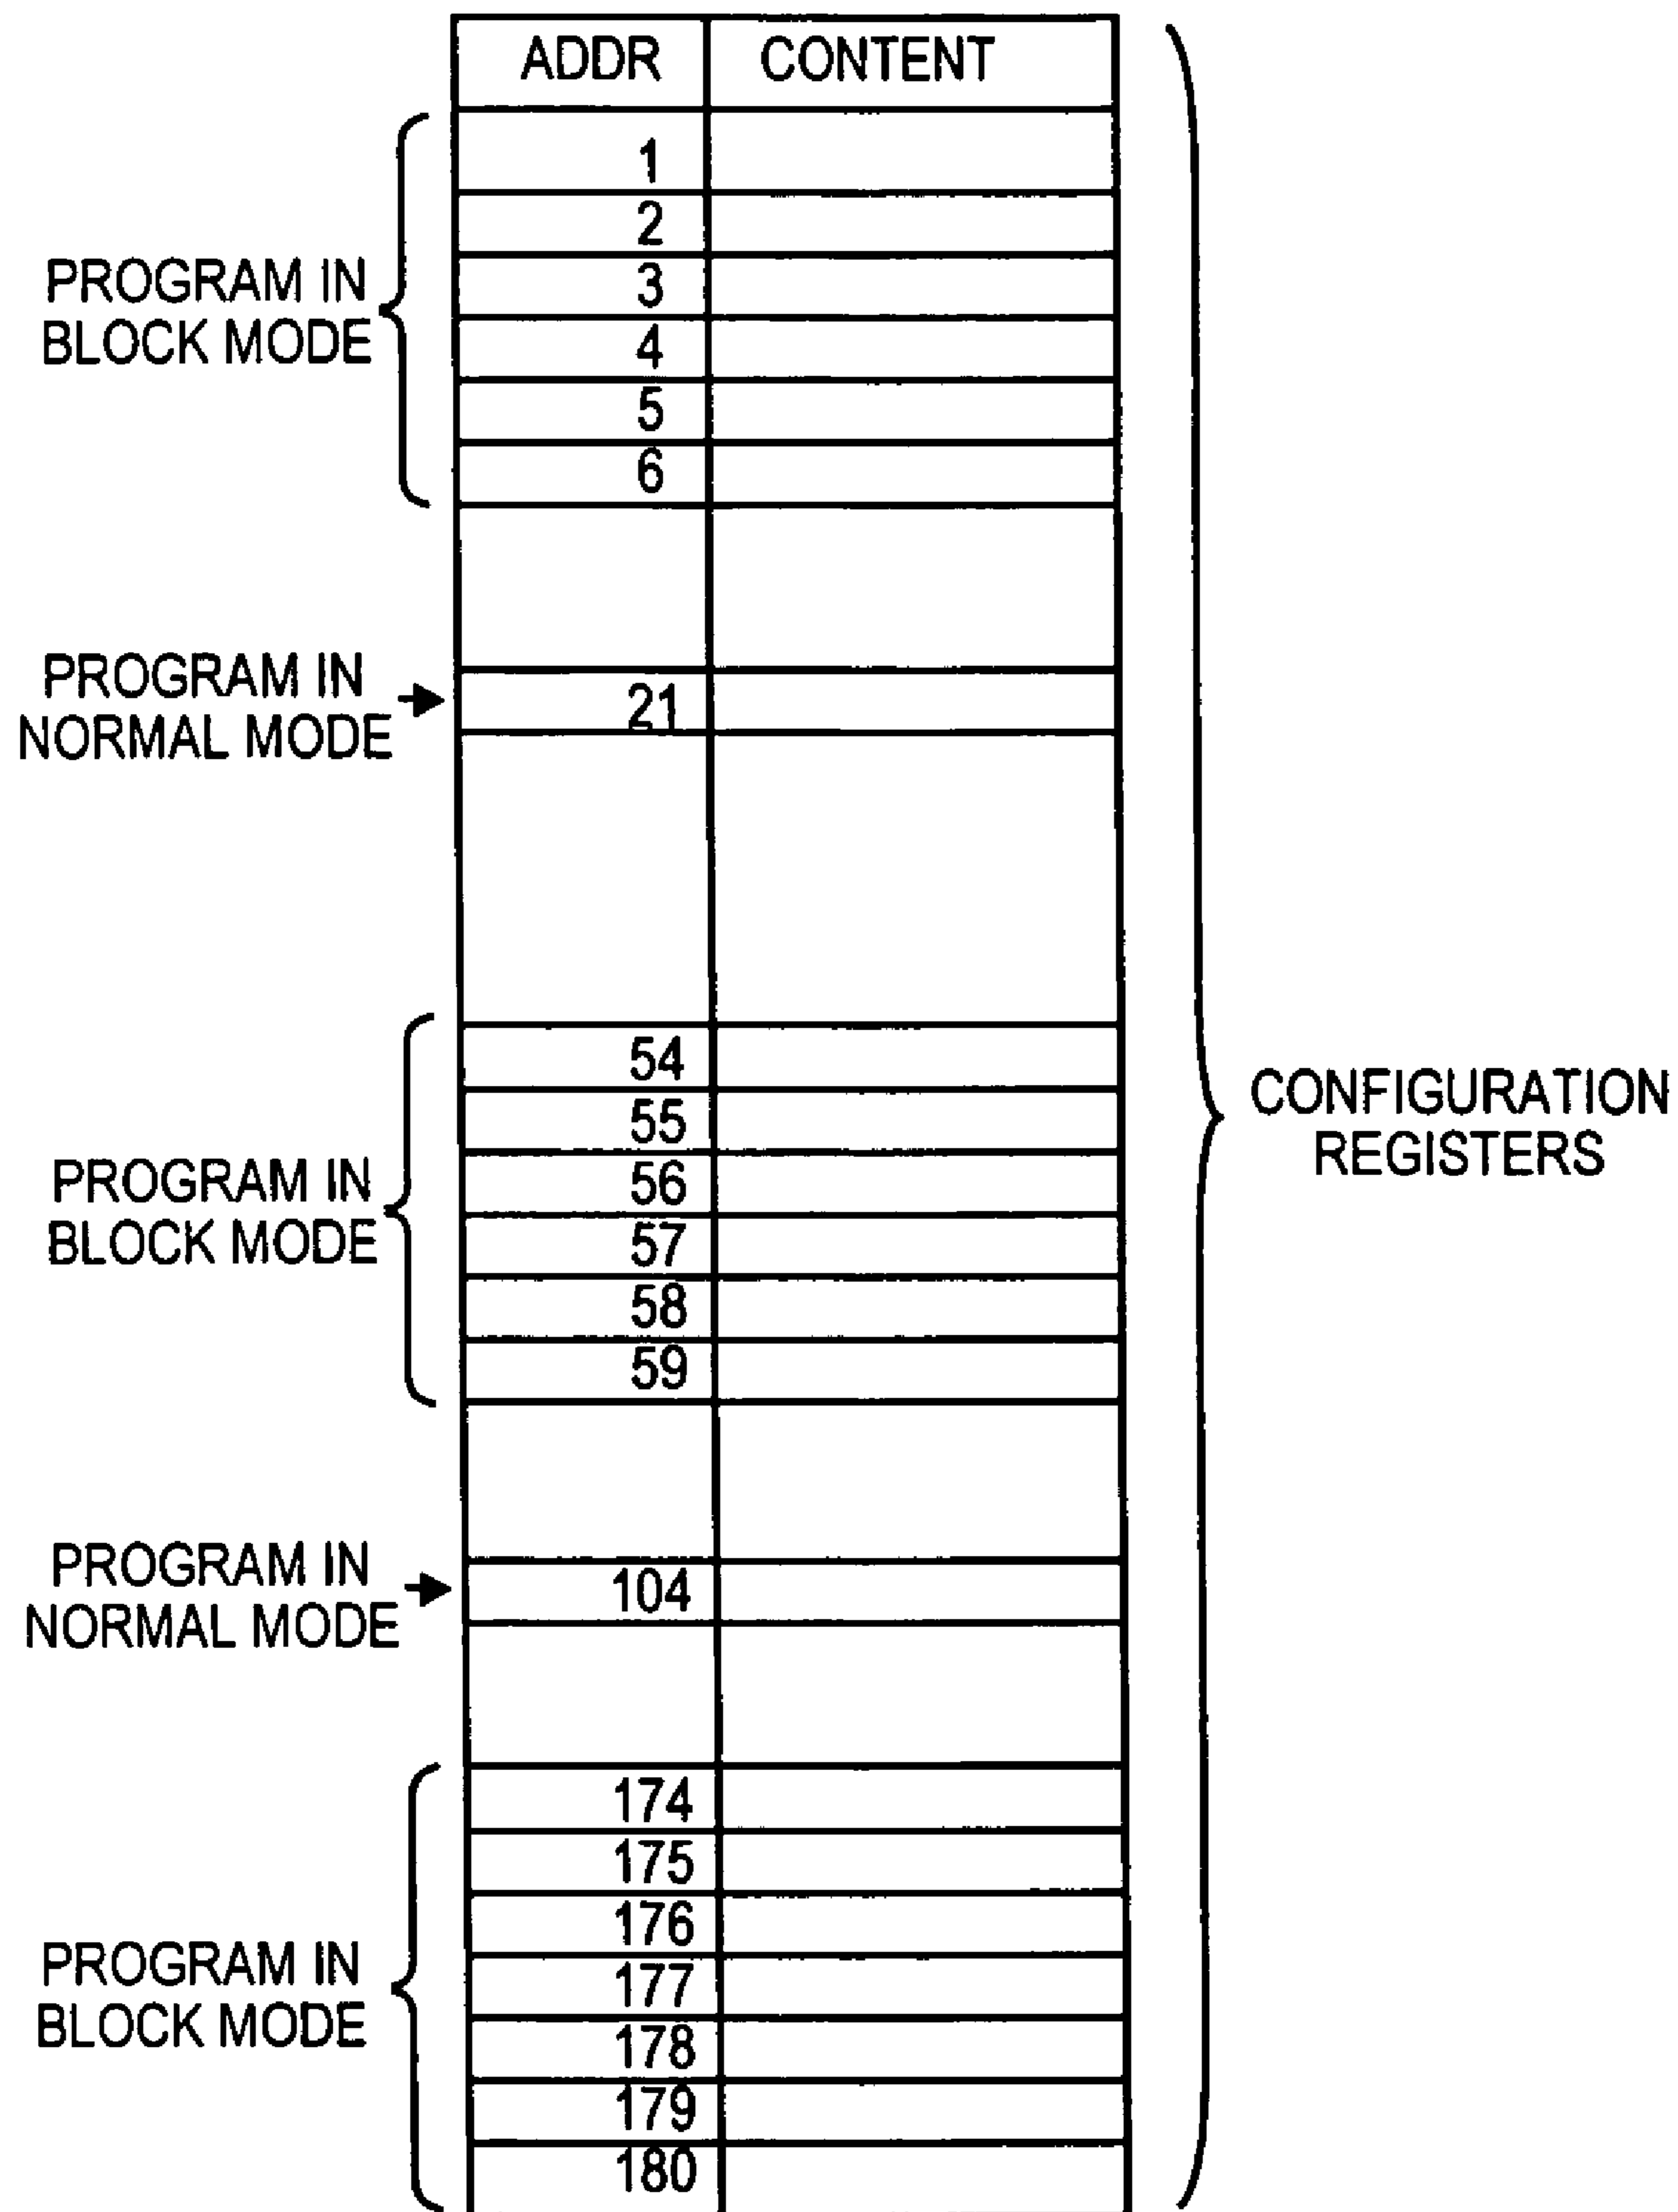 ADDR CONTENT
1
2
3
4
5
6
PROGRAM IN
BLOCK MODE
PROGRAM IN
NORMAL MODE
21
54
55
56
57
58
59
PROGRAM IN
BLOCK MODE
CONFIGURATION
REGISTERS
PROGRAM IN
NORMAL MODE
104
174
175
176
177
178
179
180
PROGRAM IN
BLOCK MODE